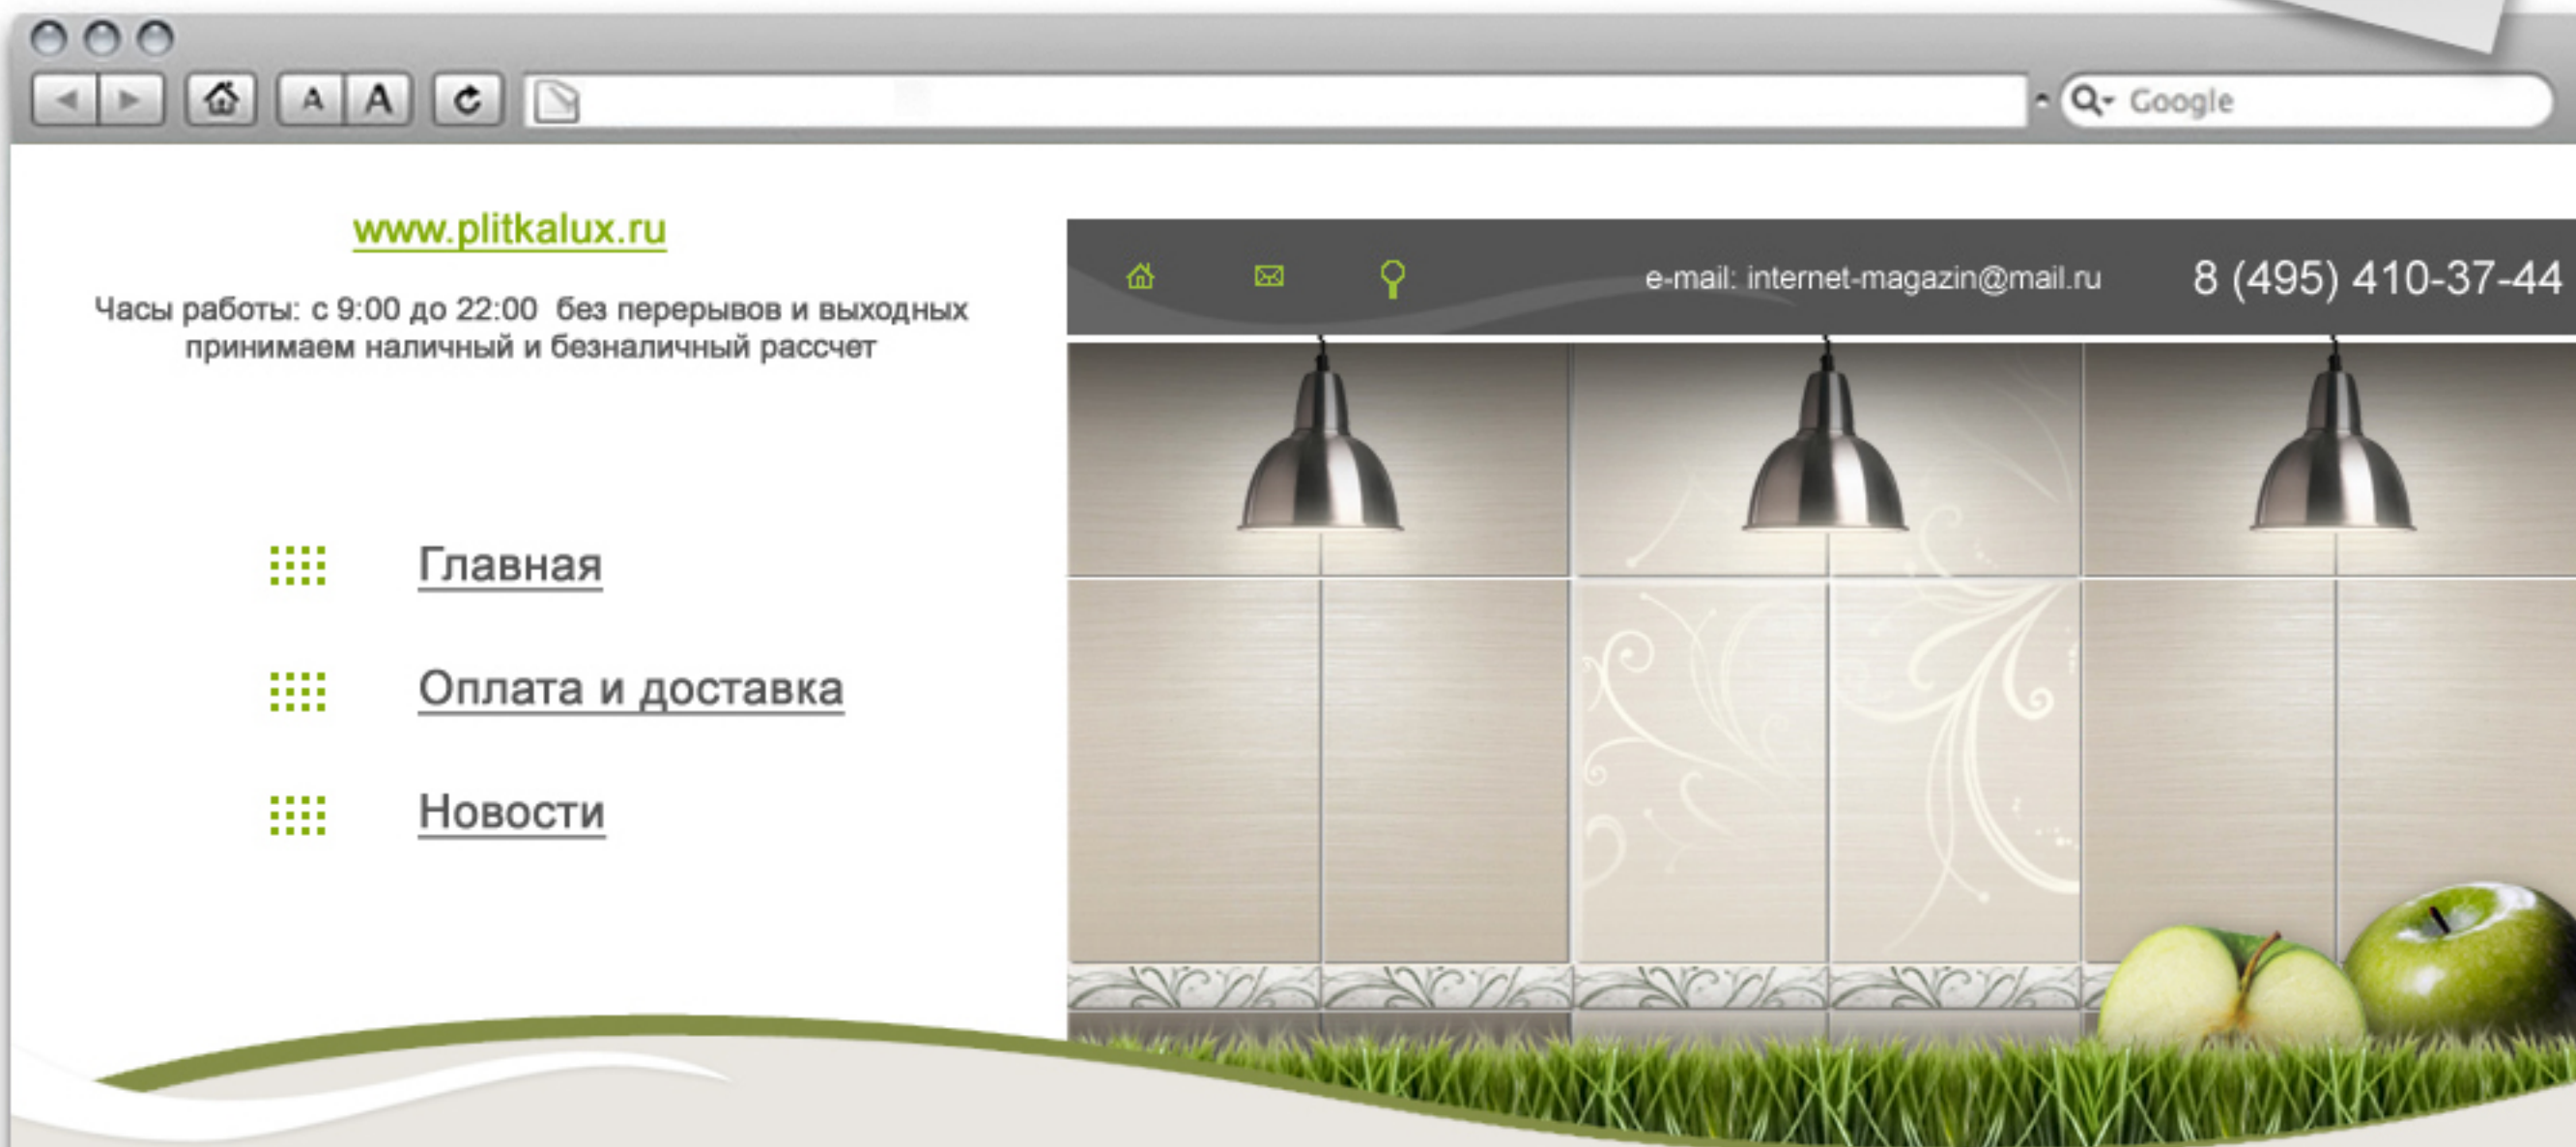 A A
Google
www.plitkalux.ru
Часы работы: с 9:00 до 22:00 без перерывов и выходных
принимаем наличный и безналичный рассчет
e-mail: internet-magazin@mail.ru
8 (495) 410-37-44
Главная
Оплата и доставка
Новости